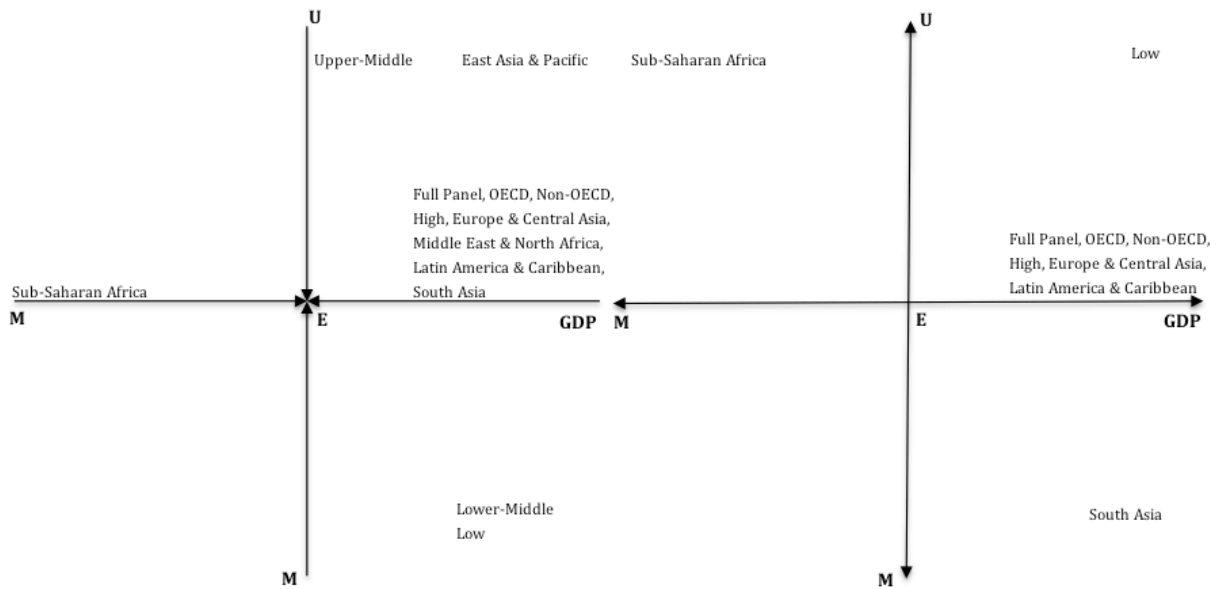 U
Upper-Middle East Asia & Pacific
Full Panel, OECD, Non-OECD,
High, Europe & Central Asia,
Middle East & North Africa,
Latin America & Caribbean,
South Asia
Sub-Saharan Africa
M
E
GDP
Lower-Middle
Low
M
U
Sub-Saharan Africa
Low
Full Panel, OECD, Non-OECD,
High, Europe & Central Asia,
Latin America & Caribbean
M
E
GDP
South Asia
M